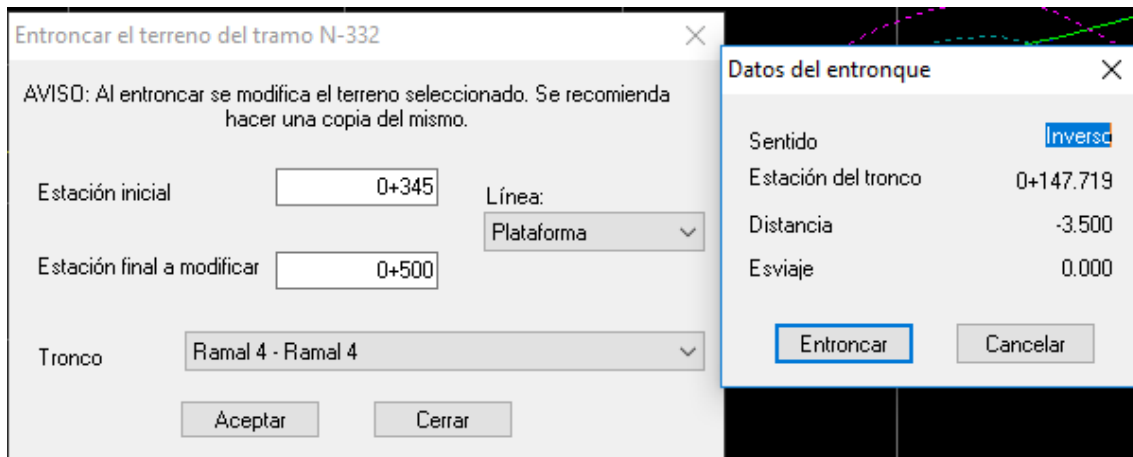 Entroncar el terreno del tramo N-332
AVISO: Al entroncar se modifica el terreno seleccionado. Se recomienda
hacer una copia del mismo.
Estación inicial 0+345
Línea:
Plataforma
Estación final a modificar 0+500
Tronco Ramal 4 - Ramal 4
Aceptar Cerrar
Datos del entronque
Sentido Inverso
Estación del tronco 0+147.719
Distancia -3.500
Esviaje 0.000
Entroncar Cancelar